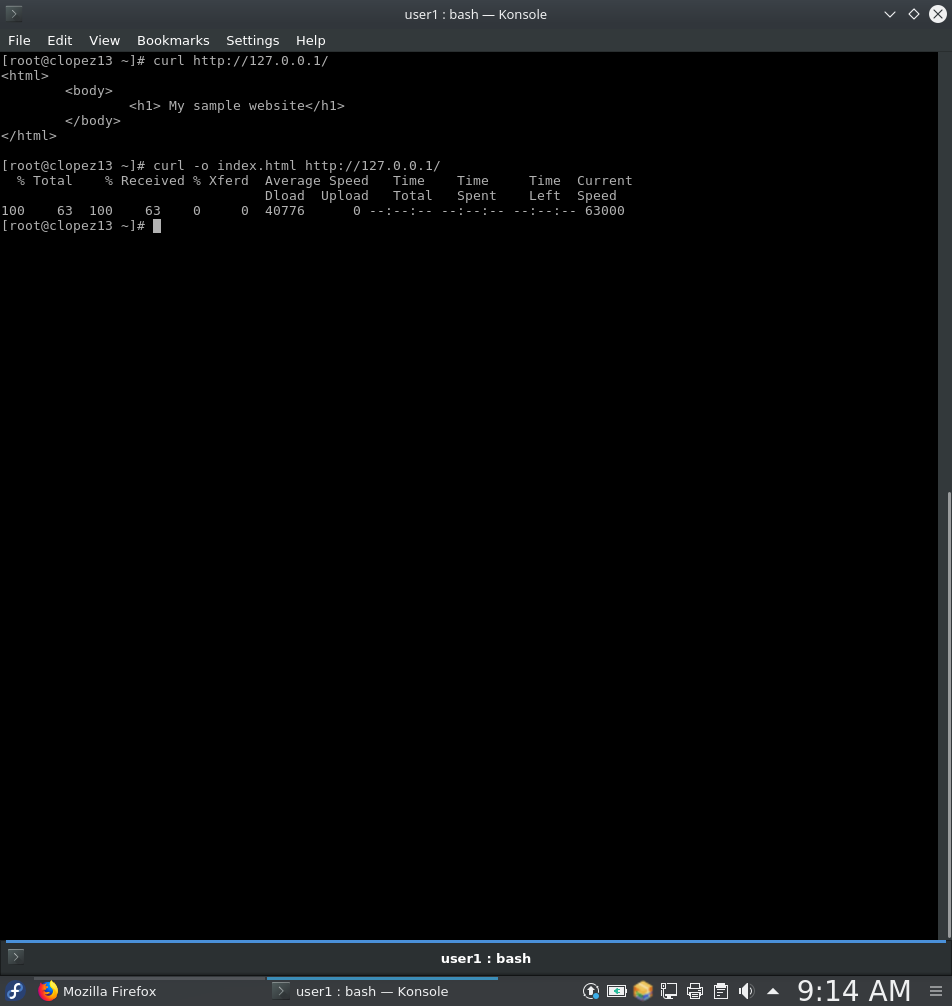 user1 : bash — Konsole
File Edit View Bookmarks Settings Help
[root@clopez13 ~]# curl http://127.0.0.1/
<html>
        <body>
                <h1> My sample website</h1>
        </body>
</html>

[root@clopez13 ~]# curl -o index.html http://127.0.0.1/
  % Total    % Received % Xferd  Average Speed   Time    Time     Time  Current
                                 Dload  Upload   Total   Spent    Left  Speed
100    63  100    63    0     0  40776      0 --:--:-- --:--:-- --:--:-- 63000
[root@clopez13 ~]#
user1 : bash
Mozilla Firefox
user1 : bash — Konsole
9:14 AM